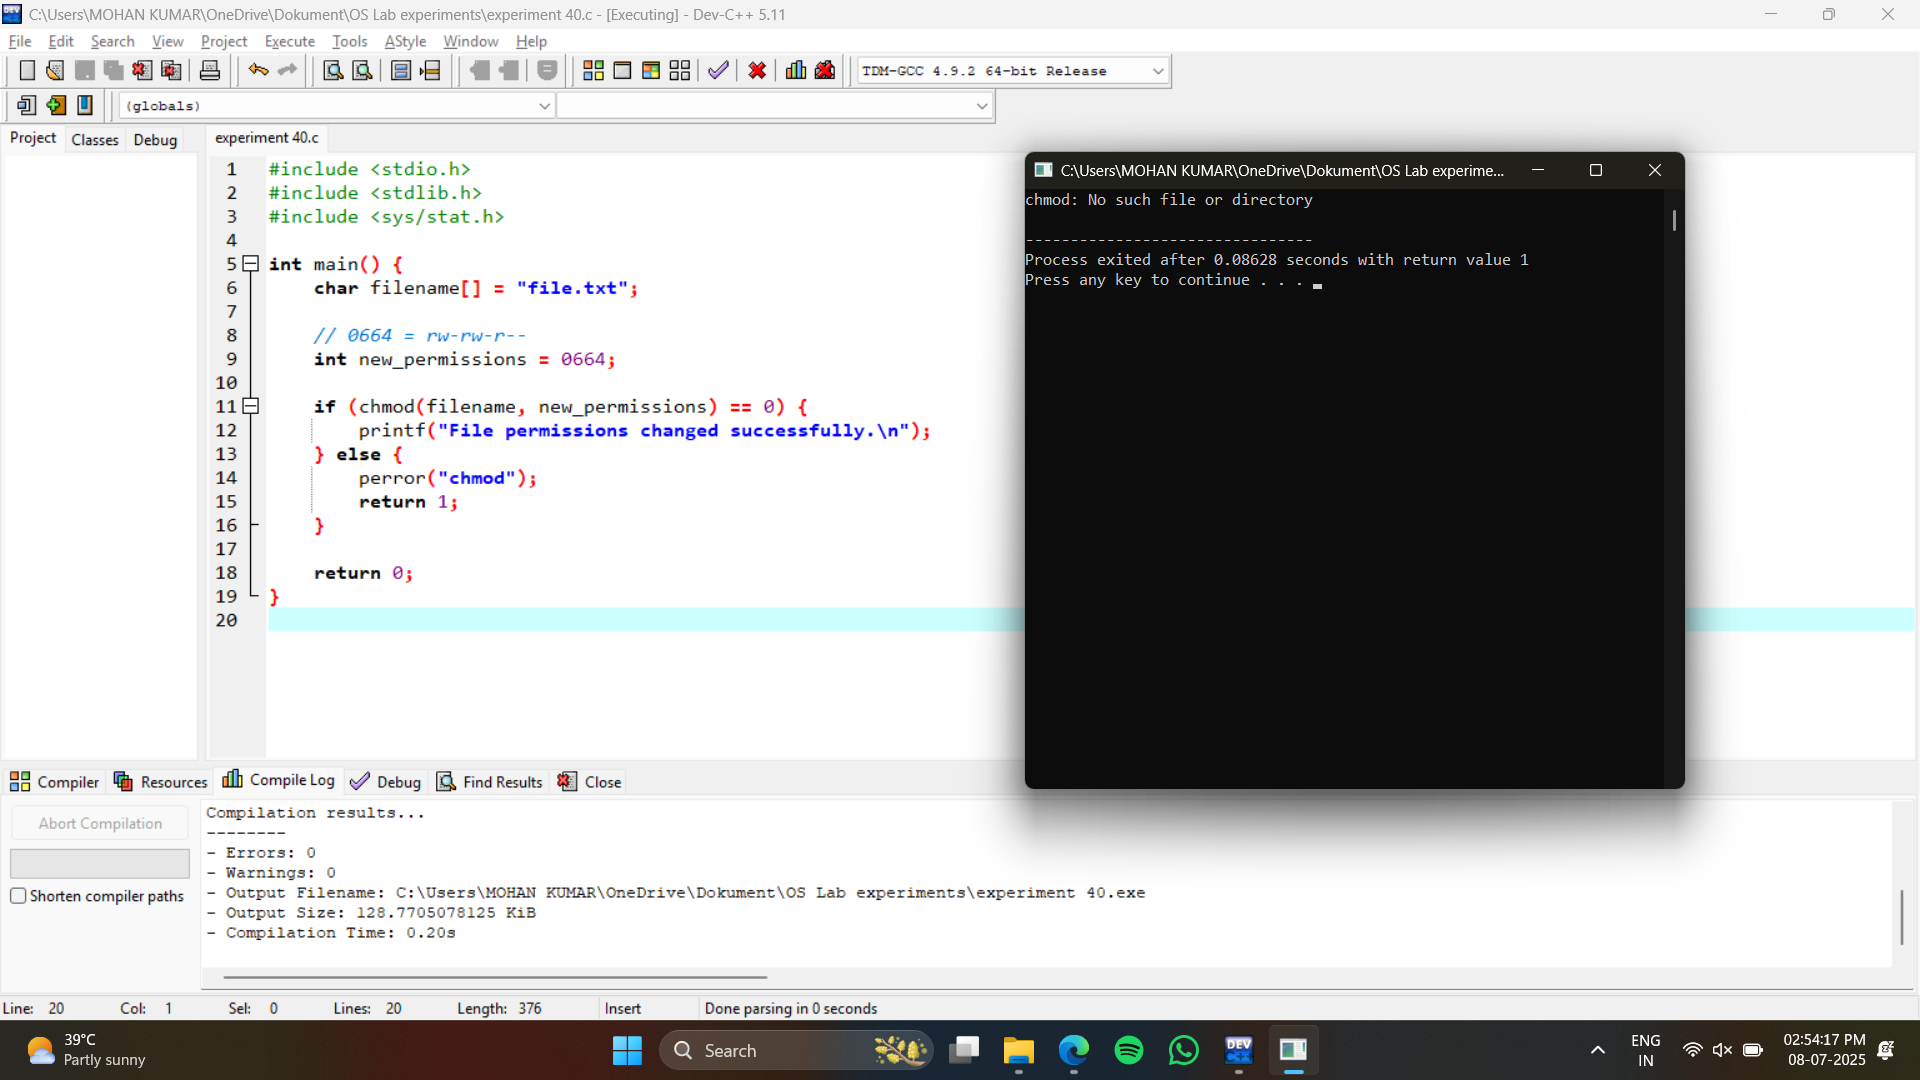 C:\Users\MOHAN KUMAR\OneDrive\Dokument\OS Lab experiments\experiment 40.c - [Executing] - Dev-C++ 5.11
File Edit Search View Project Execute Tools AStyle Window Help
TDM-GCC 4.9.2 64-bit Release
(globals)
Project Classes Debug
experiment 40.c
1 #include <stdio.h>
2 #include <stdlib.h>
3 #include <sys/stat.h>
4
5 int main() {
6 char filename[] = "file.txt";
7
8 // 0664 = rw-rw-r--
9 int new_permissions = 0664;
10
11 if (chmod(filename, new_permissions) == 0) {
12 printf("File permissions changed successfully.\n");
13 } else {
14 perror("chmod");
15 return 1;
16 }
17
18 return 0;
19 }
20
C:\Users\MOHAN KUMAR\OneDrive\Dokument\OS Lab experime...
chmod: No such file or directory
--------------------------------
Process exited after 0.08628 seconds with return value 1
Press any key to continue . . .
Compiler Resources Compile Log Debug Find Results Close
Abort Compilation
Shorten compiler paths
Compilation results...
--------
- Errors: 0
- Warnings: 0
- Output Filename: C:\Users\MOHAN KUMAR\OneDrive\Dokument\OS Lab experiments\experiment 40.exe
- Output Size: 128.7705078125 KiB
- Compilation Time: 0.20s
Line: 20 Col: 1 Sel: 0 Lines: 20 Length: 376 Insert Done parsing in 0 seconds
39°C
Partly sunny
Search
DEV
ENG
IN
02:54:17 PM
08-07-2025